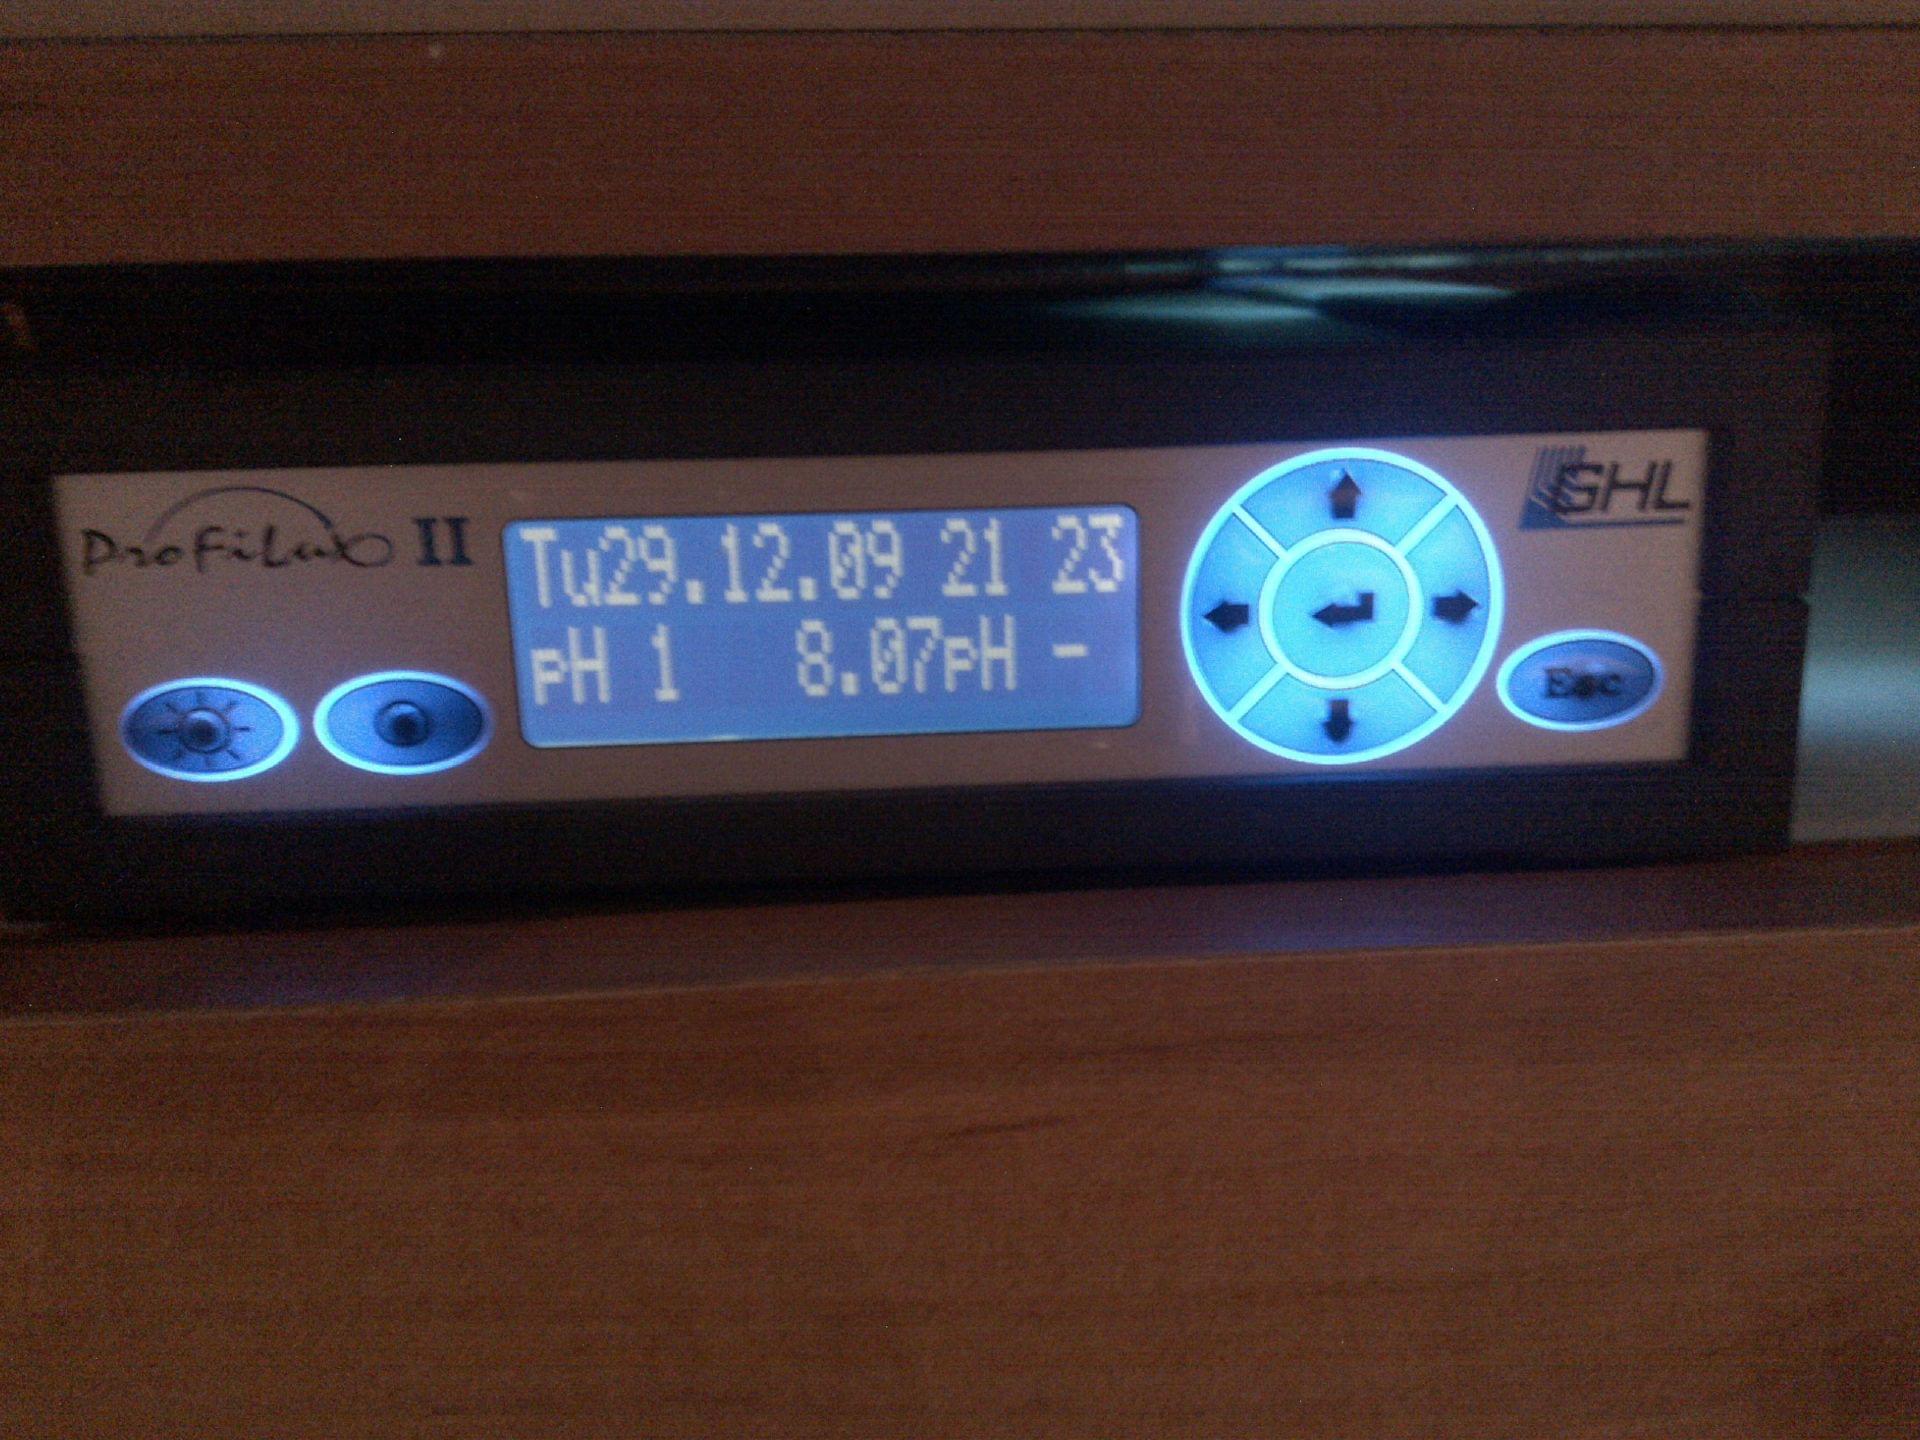 ProFiLux II
GHL
Tu29.12.09 21 23
pH 1 8.07pH -
Esc